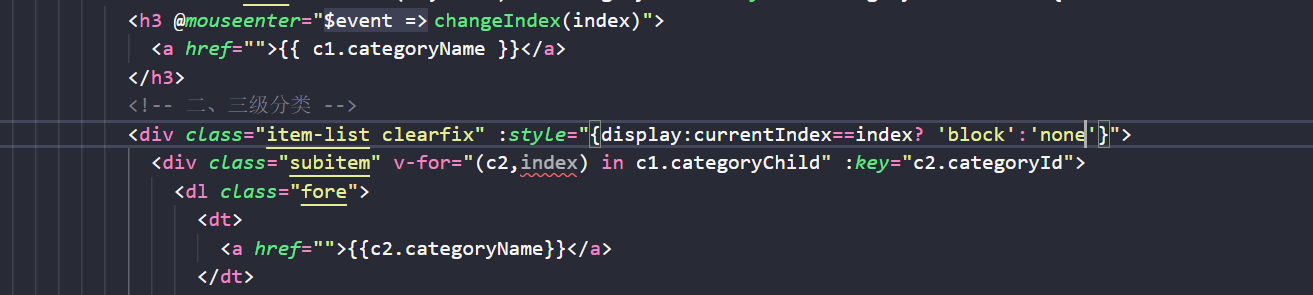 <h3 @mouseenter="$event => changeIndex(index)">
<a href="">{{ c1.categoryName }}</a>
</h3>
<!-- 二、三级分类 -->
<div class="item-list clearfix" :style="{display:currentIndex==index? 'block':'none'}">
<div class="subitem" v-for="(c2,index) in c1.categoryChild" :key="c2.categoryId">
<dl class="fore">
<dt>
<a href="">{{c2.categoryName}}</a>
</dt>